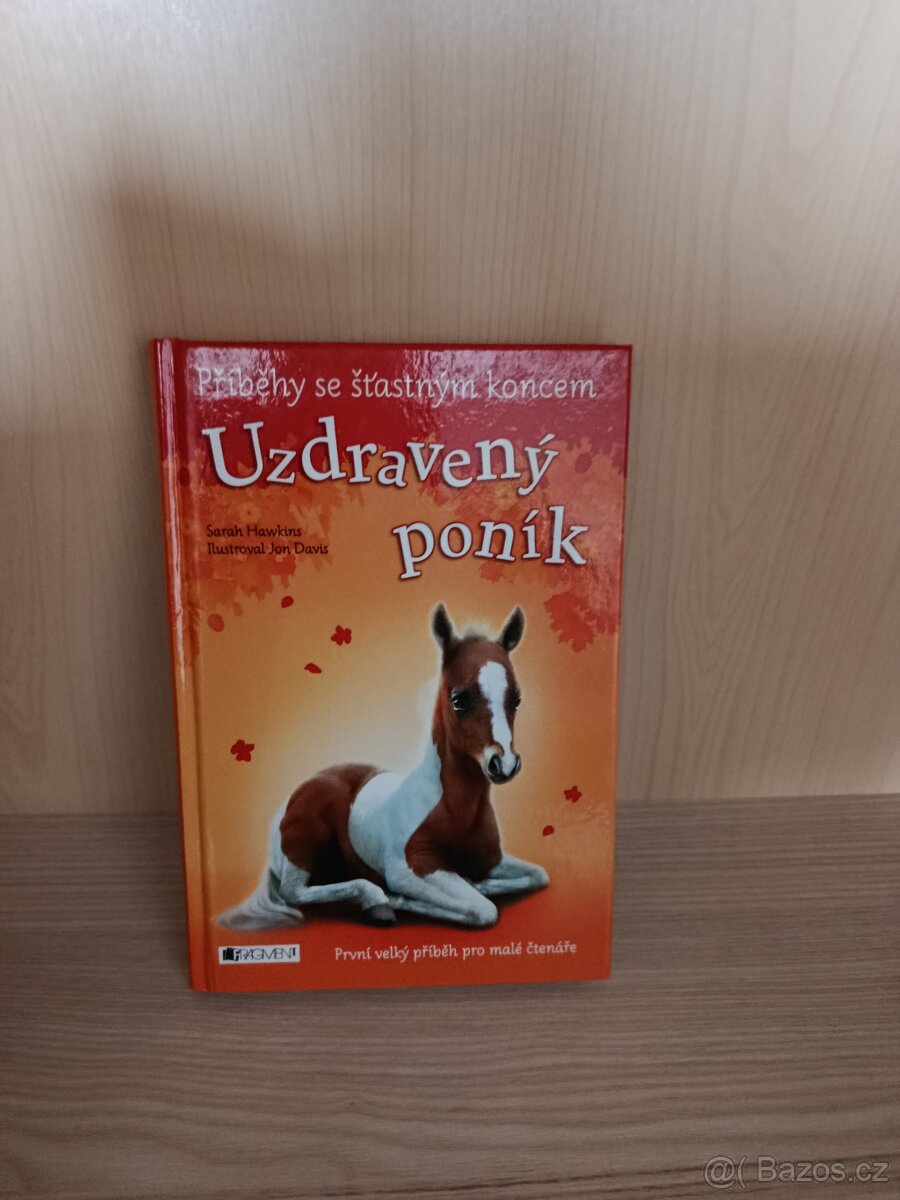 Příběhy se šťastným koncem
Uzdravený
poník
Sarah Hawkins
Ilustroval Jon Davis
FRAGMENT
První velký příběh pro malé čtenáře
@( Bazos.cz